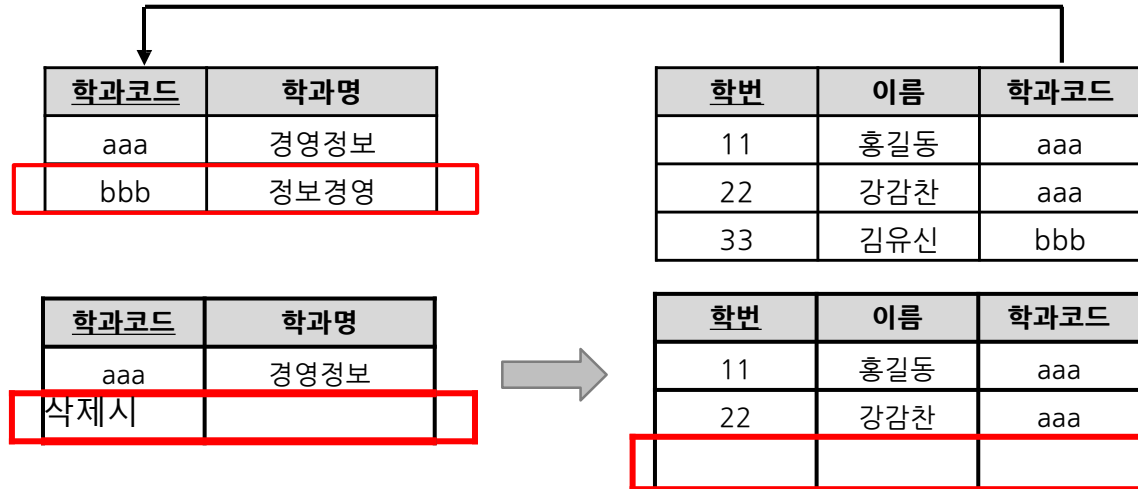 학과코드 학과명
aaa 경영정보
bbb 정보경영
학번 이름 학과코드
11 홍길동 aaa
22 강감찬 aaa
33 김유신 bbb
학과코드 학과명
aaa 경영정보
삭제시
학번 이름 학과코드
11 홍길동 aaa
22 강감찬 aaa